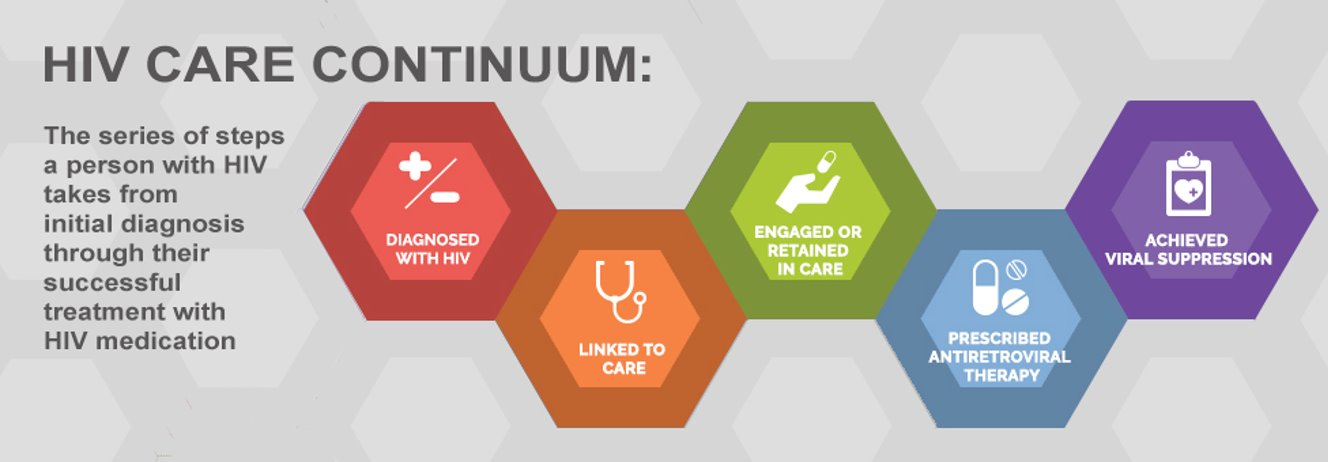 HIV CARE CONTINUUM:
The series of steps
a person with HIV
takes from
initial diagnosis
through their
successful
treatment with
HIV medication
DIAGNOSED
WITH HIV
LINKED TO
CARE
ENGAGED OR
RETAINED
IN CARE
PRESCRIBED
ANTIRETROVIRAL
THERAPY
ACHIEVED
VIRAL SUPPRESSION